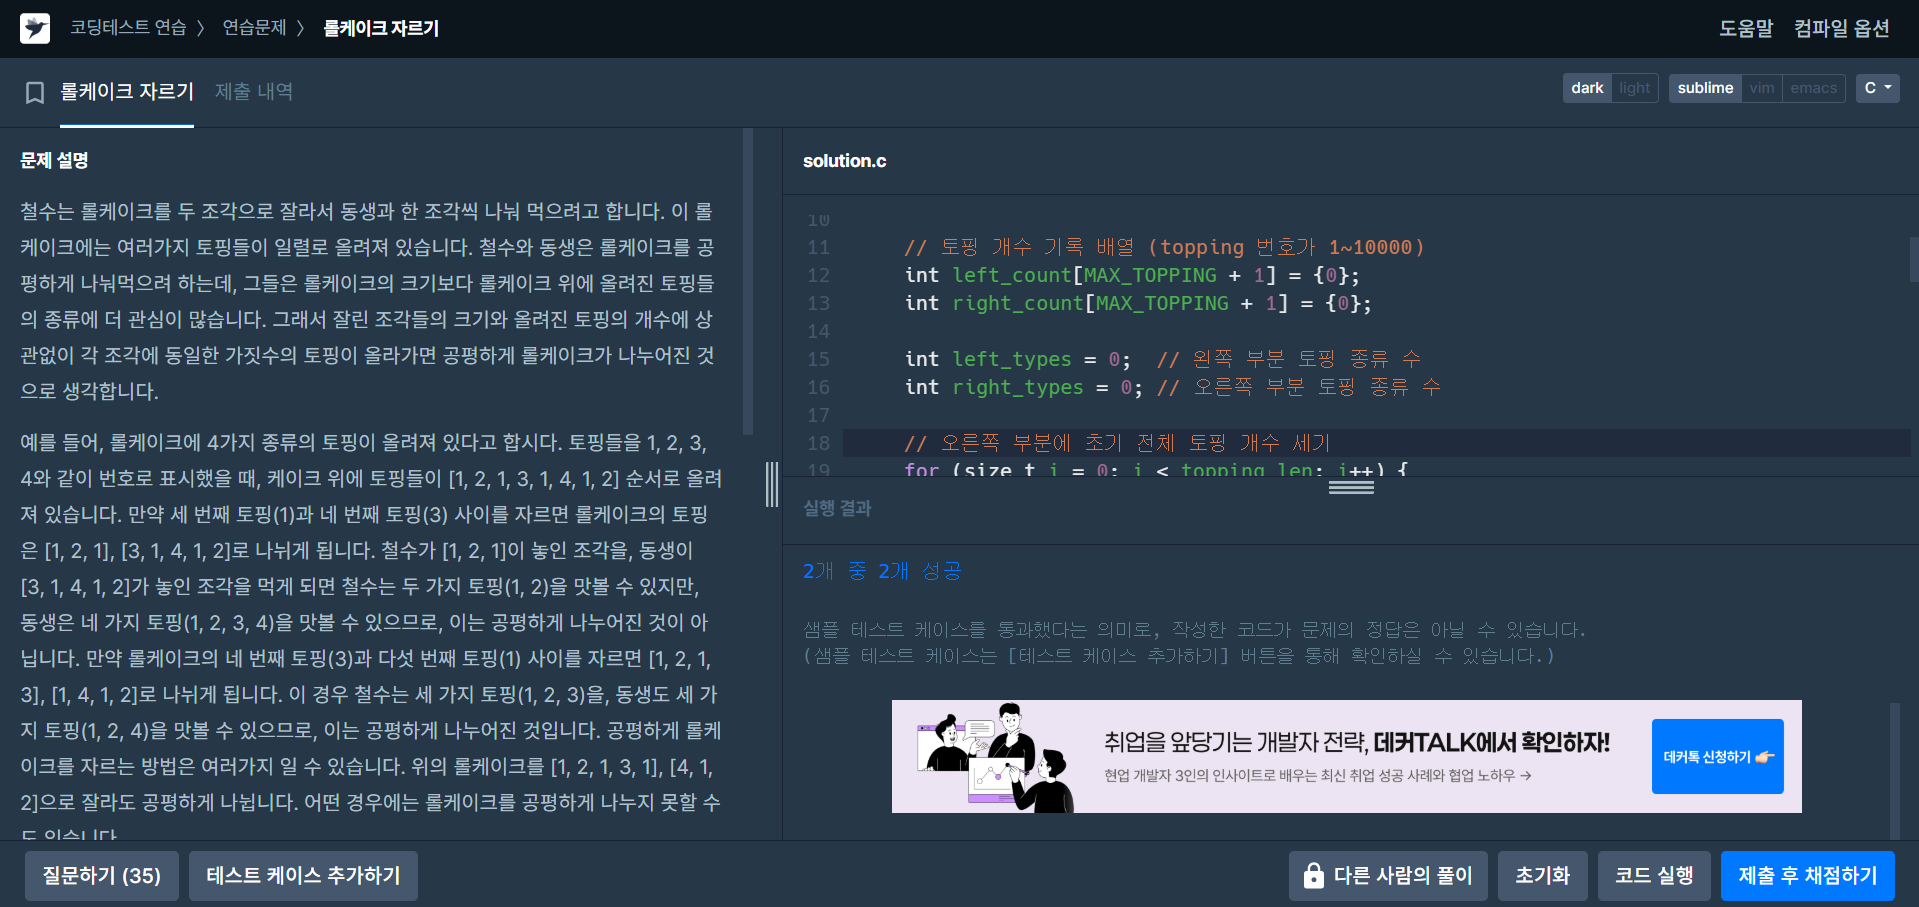 코딩테스트 연습 〉 연습문제 〉 롤케이크 자르기
도움말 컴파일 옵션
롤케이크 자르기 제출 내역
dark light sublime vim emacs C
문제 설명
철수는 롤케이크를 두 조각으로 잘라서 동생과 한 조각씩 나눠 먹으려고 합니다. 이 롤
케이크에는 여러가지 토핑들이 일렬로 올려져 있습니다. 철수와 동생은 롤케이크를 공
평하게 나눠먹으려 하는데, 그들은 롤케이크의 크기보다 롤케이크 위에 올려진 토핑들
의 종류에 더 관심이 많습니다. 그래서 잘린 조각들의 크기와 올려진 토핑의 개수에 상
관없이 각 조각에 동일한 가짓수의 토핑이 올라가면 공평하게 롤케이크가 나누어진 것
으로 생각합니다.
예를 들어, 롤케이크에 4가지 종류의 토핑이 올려져 있다고 합시다. 토핑들을 1, 2, 3,
4와 같이 번호로 표시했을 때, 케이크 위에 토핑들이 [1, 2, 1, 3, 1, 4, 1, 2] 순서로 올려
져 있습니다. 만약 세 번째 토핑(1)과 네 번째 토핑(3) 사이를 자르면 롤케이크의 토핑
은 [1, 2, 1], [3, 1, 4, 1, 2]로 나뉘게 됩니다. 철수가 [1, 2, 1]이 놓인 조각을, 동생이
[3, 1, 4, 1, 2]가 놓인 조각을 먹게 되면 철수는 두 가지 토핑(1, 2)을 맛볼 수 있지만,
동생은 네 가지 토핑(1, 2, 3, 4)을 맛볼 수 있으므로, 이는 공평하게 나누어진 것이 아
닙니다. 만약 롤케이크의 네 번째 토핑(3)과 다섯 번째 토핑(1) 사이를 자르면 [1, 2, 1,
3], [1, 4, 1, 2]로 나뉘게 됩니다. 이 경우 철수는 세 가지 토핑(1, 2, 3)을, 동생도 세 가
지 토핑(1, 2, 4)을 맛볼 수 있으므로, 이는 공평하게 나누어진 것입니다. 공평하게 롤케
이크를 자르는 방법은 여러가지 일 수 있습니다. 위의 롤케이크를 [1, 2, 1, 3, 1], [4, 1,
2]으로 잘라도 공평하게 나뉩니다. 어떤 경우에는 롤케이크를 공평하게 나누지 못할 수
도 있습니다.
solution.c
10
11 // 토핑 개수 기록 배열 (topping 번호가 1~10000)
12 int left_count[MAX_TOPPING + 1] = {0};
13 int right_count[MAX_TOPPING + 1] = {0};
14
15 int left_types = 0; // 왼쪽 부분 토핑 종류 수
16 int right_types = 0; // 오른쪽 부분 토핑 종류 수
17
18 // 오른쪽 부분에 초기 전체 토핑 개수 세기
19 for (size_t i = 0; i < topping_len; i++) {
실행 결과
2개 중 2개 성공
샘플 테스트 케이스를 통과했다는 의미로, 작성한 코드가 문제의 정답은 아닐 수 있습니다.
(샘플 테스트 케이스는 [테스트 케이스 추가하기] 버튼을 통해 확인하실 수 있습니다.)
취업을 앞당기는 개발자 전략, 데커TALK에서 확인하자!
현업 개발자 3인의 인사이트로 배우는 최신 취업 성공 사례와 협업 노하우 →
데커톡 신청하기 👉
질문하기 (35) 테스트 케이스 추가하기
다른 사람의 풀이 초기화 코드 실행 제출 후 채점하기